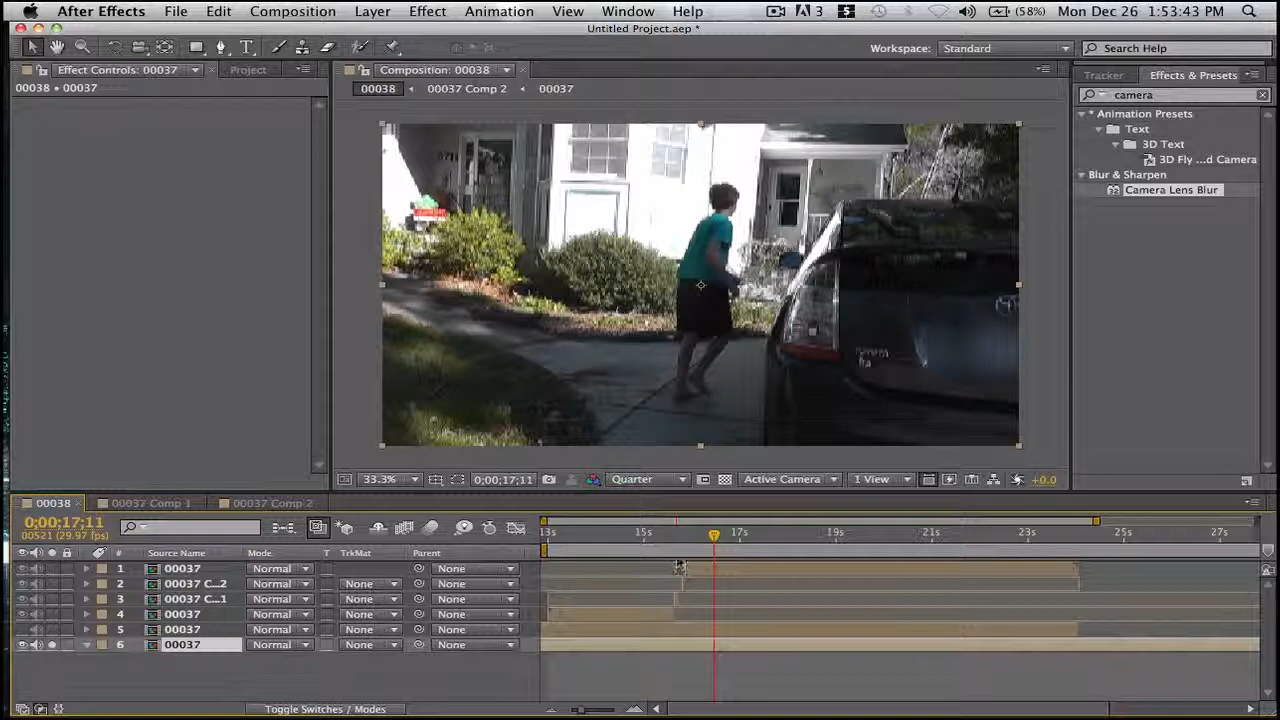 After Effects File Edit Composition Layer Effect Animation View Window Help 3 (58%) Mon Dec 26 1:53:43 PM
Untitled Project.aep *
Workspace: Standard Search Help
Effect Controls: 00037 Project Composition: 00038 Tracker Effects & Presets
00038 • 00037 00038 00037 Comp 2 00037 camera
* Animation Presets
Text
3D Text
3D Fly ...d Camera
Blur & Sharpen
Camera Lens Blur
33.3% 0;00;17;11 Quarter Active Camera 1 View +0.0
00038 00037 Comp 1 00037 Comp 2
0;00;17;11
00521 (29.97 fps)
13s 15s 17s 19s 21s 23s 25s 27s
# Source Name Mode T TrkMat Parent
1 00037 Normal None
2 00037 C...2 Normal None None
3 00037 C...1 Normal None None
4 00037 Normal None None
5 00037 Normal None None
6 00037 Normal None None
Toggle Switches / Modes